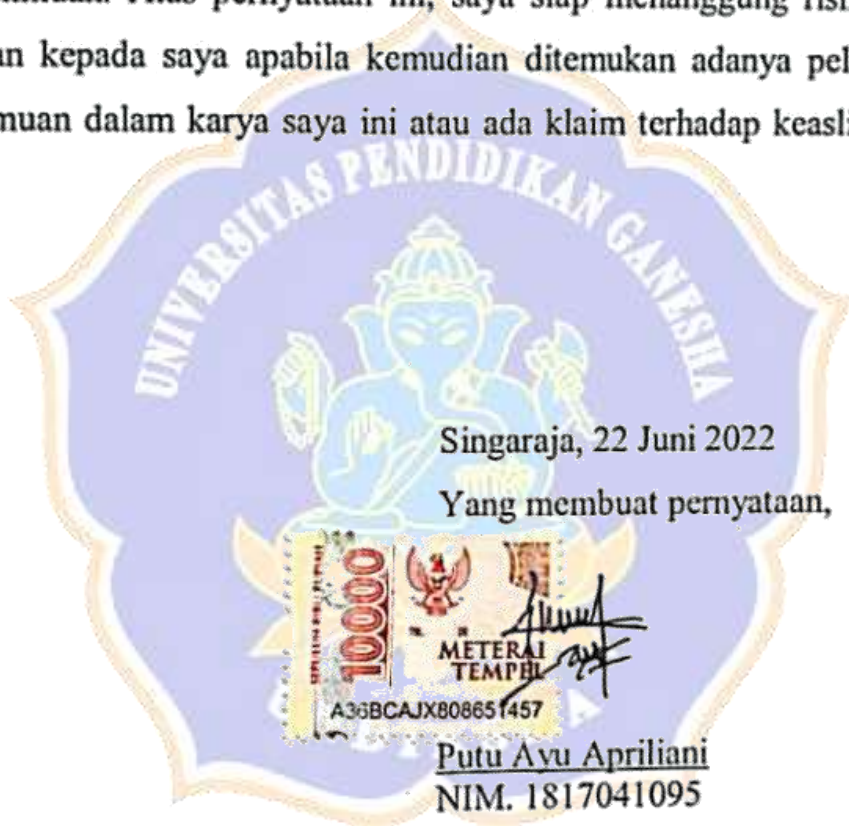 an kepada saya apabila kemudian ditemukan adanya pel
muan dalam karya saya ini atau ada klaim terhadap keasli
UNIVERSITAS PENDIDIKAN GANESHA
Singaraja, 22 Juni 2022
Yang membuat pernyataan,
10000
METERAI
TEMPEL
A36BCAJX808651457
Putu Ayu Apriliani
NIM. 1817041095